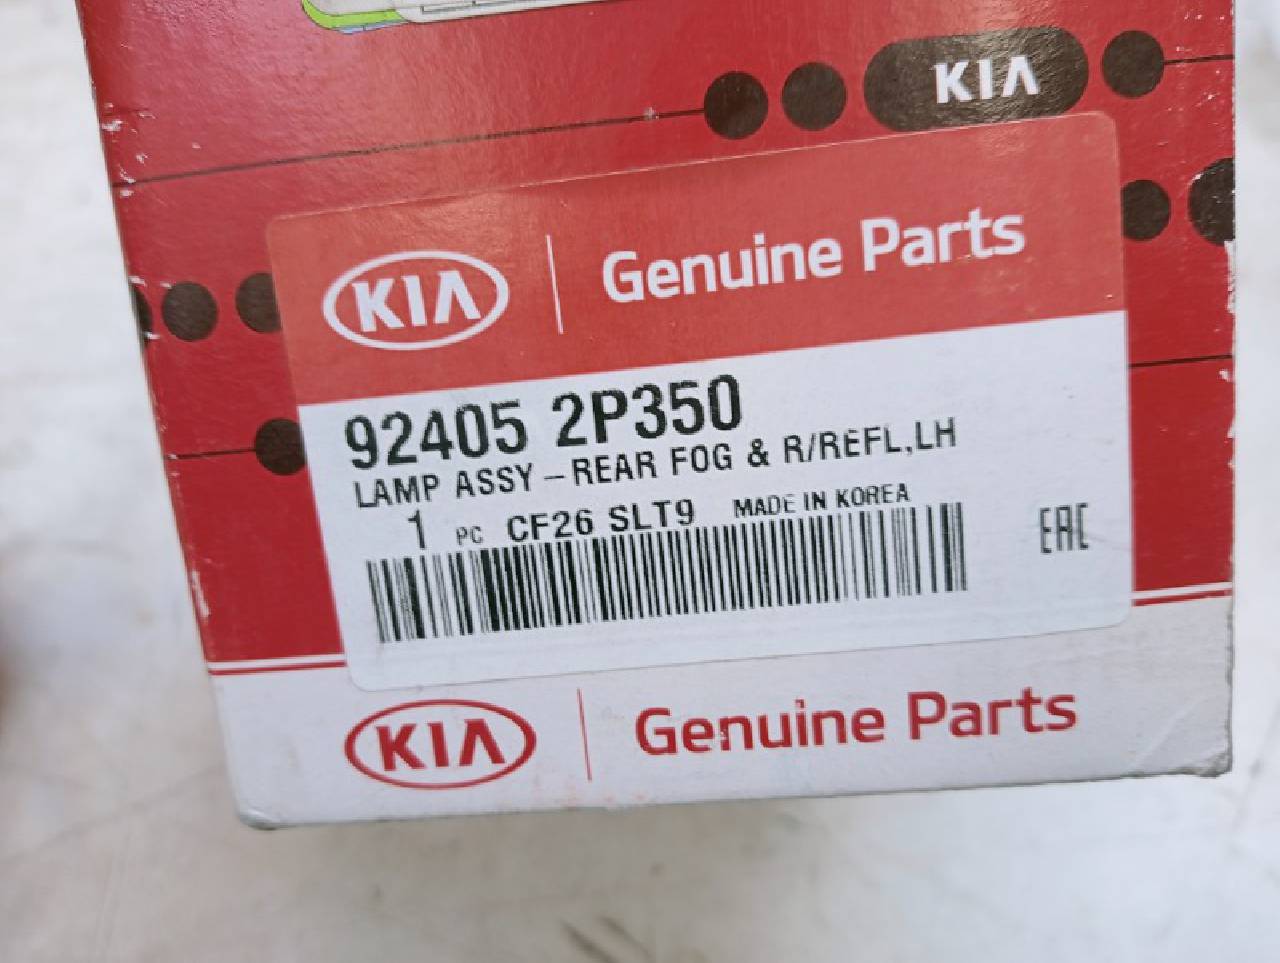 KIA
KIA Genuine Parts
92405 2P350
LAMP ASSY - REAR FOG & R/REFL,LH
1 PC CF26 SLT9 MADE IN KOREA
EAC
KIA Genuine Parts